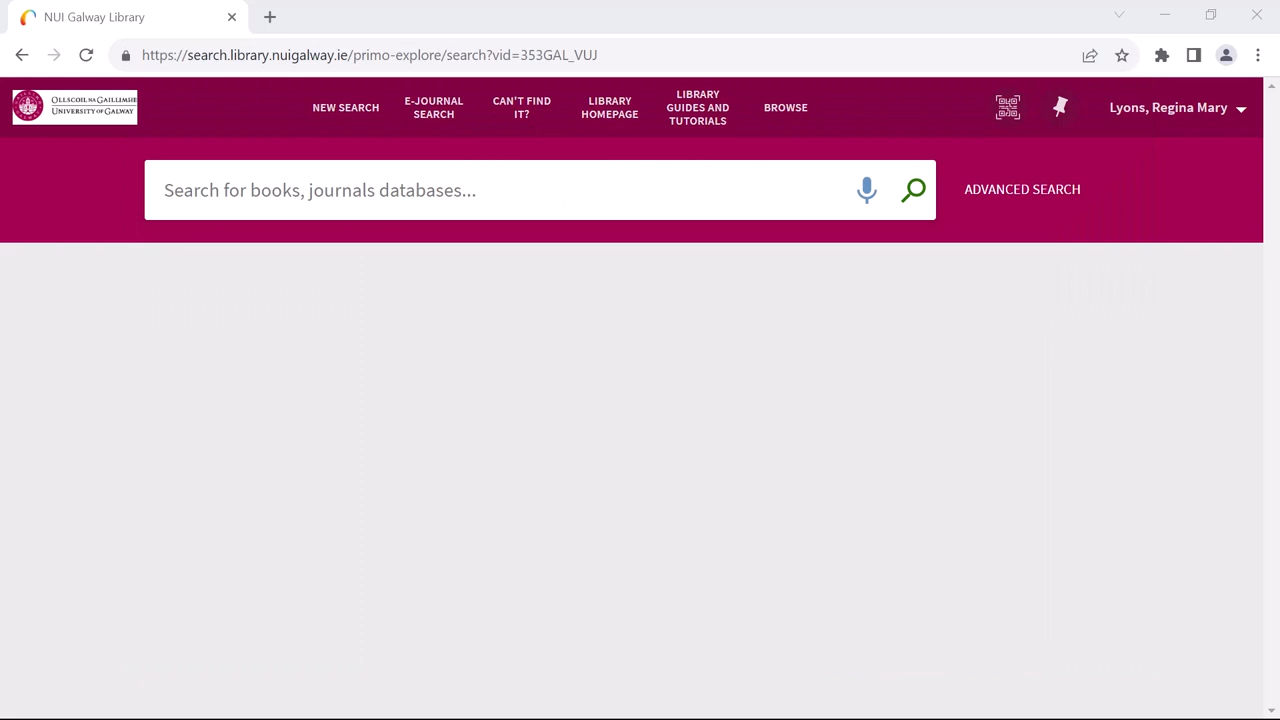 NUI Galway Library
https://search.library.nuigalway.ie/primo-explore/search?vid=353GAL_VUJ
OLLSCOIL NA GAILLIMHE
UNIVERSITY OF GALWAY
NEW SEARCH
E-JOURNAL
SEARCH
CAN'T FIND
IT?
LIBRARY
HOMEPAGE
LIBRARY
GUIDES AND
TUTORIALS
BROWSE
Lyons, Regina Mary
Search for books, journals databases...
ADVANCED SEARCH